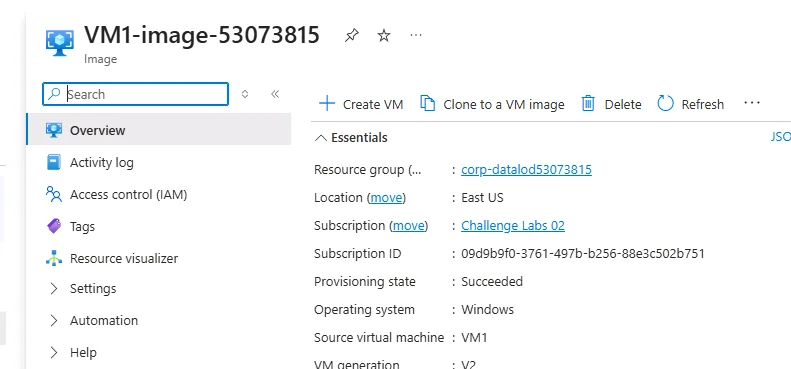 VM1-image-53073815
Image
Search
Overview
Activity log
Access control (IAM)
Tags
Resource visualizer
Settings
Automation
Help
Create VM
Clone to a VM image
Delete
Refresh
Essentials
JSO
Resource group (... : corp-datalod53073815
Location (move) : East US
Subscription (move) : Challenge Labs 02
Subscription ID : 09d9b9f0-3761-497b-b256-88e3c502b751
Provisioning state : Succeeded
Operating system : Windows
Source virtual machine : VM1
VM generation : V2